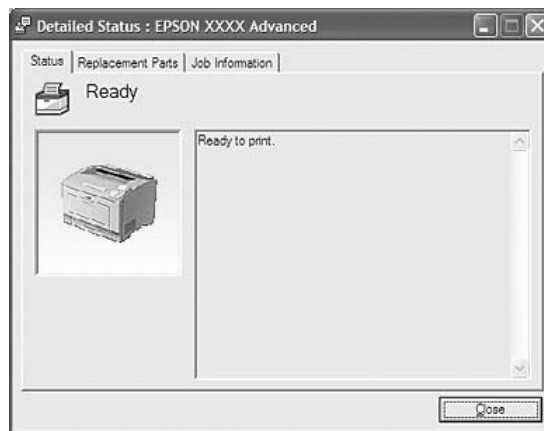 Detailed Status : EPSON XXXX Advanced
Status Replacement Parts Job Information
Ready
Ready to print.
Close